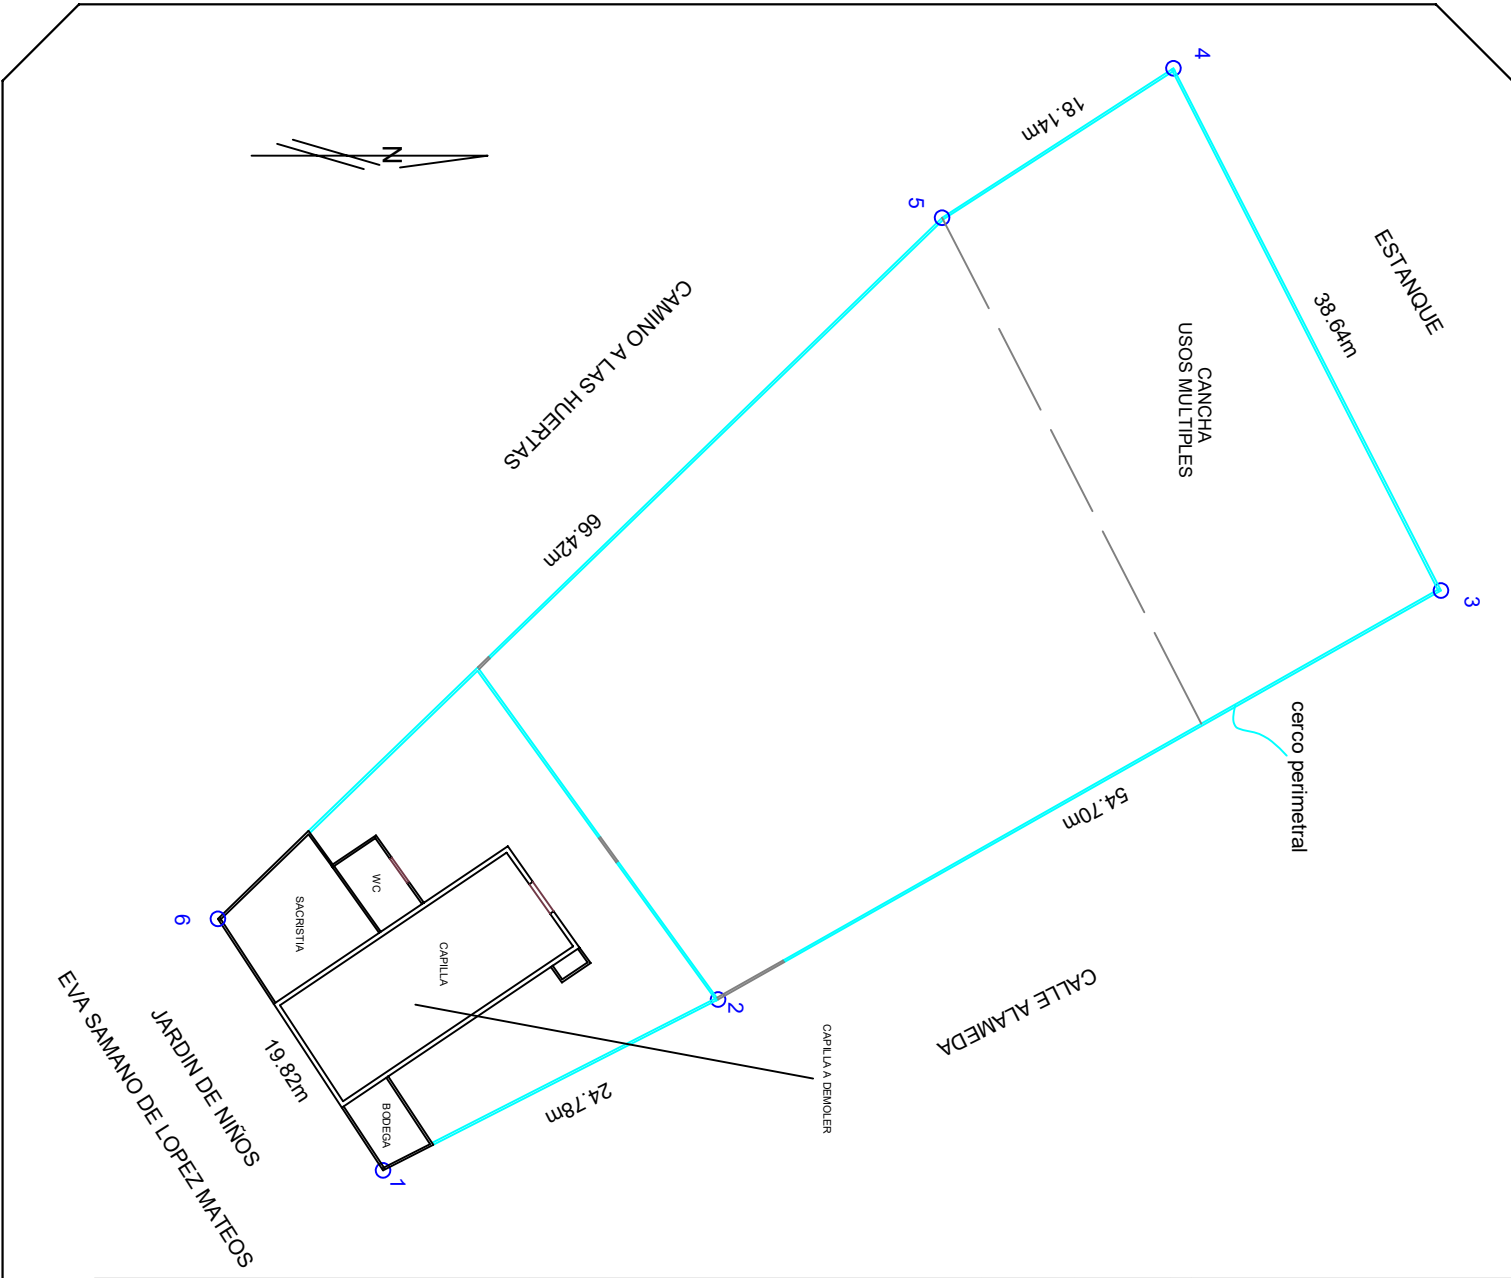 4
18.14m
N
5
ESTANQUE
38.64m
CAMINO A LAS HUERTAS
CANCHA
USOS MULTIPLES
66.42m
3
cerco perimetral
54.70m
WC
SACRISTIA
CAPILLA
6
2
CALLE ALAMEDA
CAPILLA A DEMOLER
19.82m
24.78m
BODEGA
1
JARDIN DE NIÑOS
EVA SAMANO DE LOPEZ MATEOS